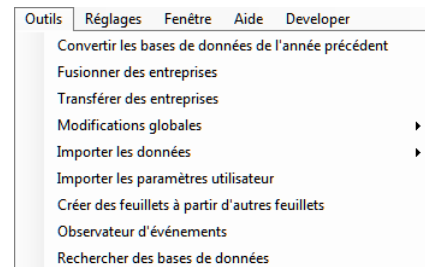 Outils Réglages Fenêtre Aide Developer
Convertir les bases de données de l'année précédent
Fusionner des entreprises
Transférer des entreprises
Modifications globales
Importer les données
Importer les paramètres utilisateur
Créer des feuillets à partir d'autres feuillets
Observateur d'événements
Rechercher des bases de données